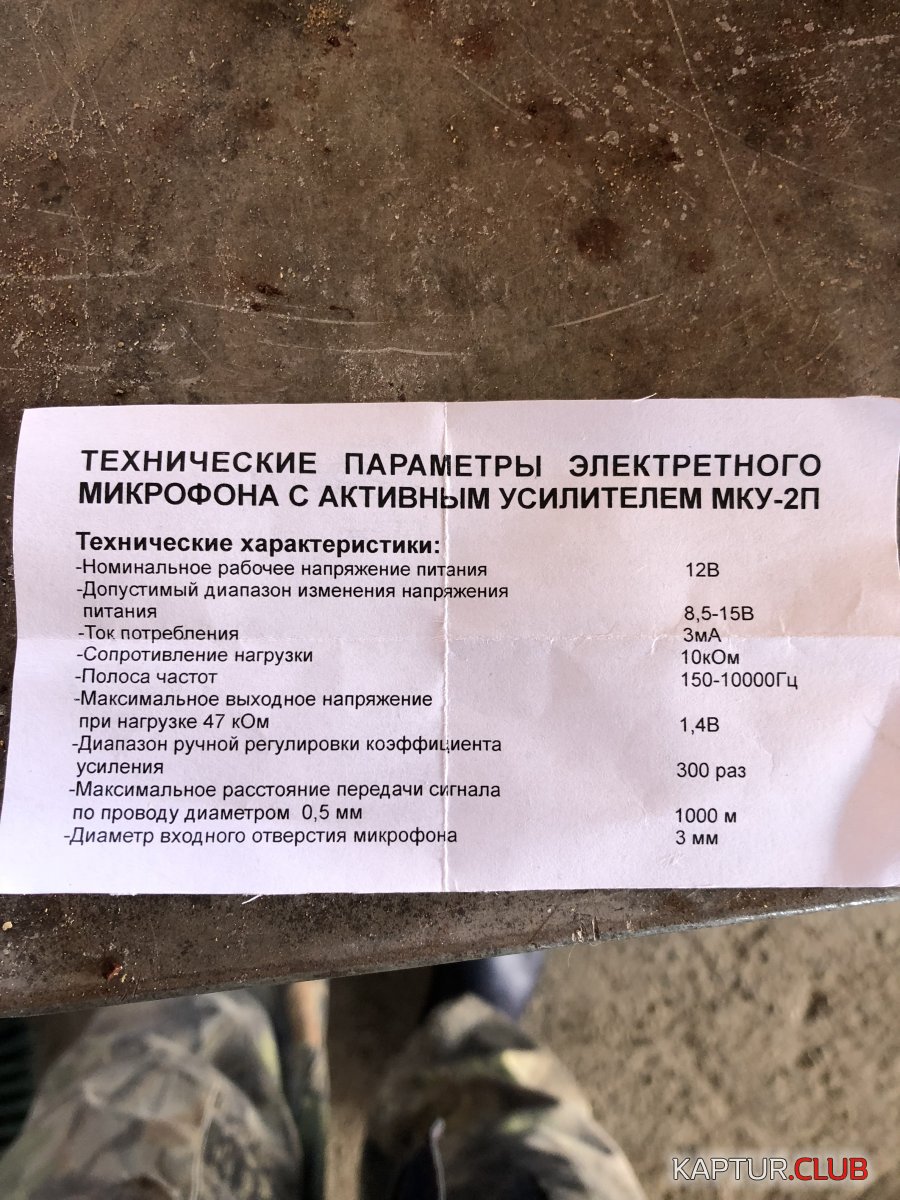 ТЕХНИЧЕСКИЕ ПАРАМЕТРЫ ЭЛЕКТРЕТНОГО
МИКРОФОНА С АКТИВНЫМ УСИЛИТЕЛЕМ МКУ-2П
Технические характеристики:
-Номинальное рабочее напряжение питания 12В
-Допустимый диапазон изменения напряжения
питания 8,5-15В
-Ток потребления 3мА
-Сопротивление нагрузки 10кОм
-Полоса частот 150-10000Гц
-Максимальное выходное напряжение
при нагрузке 47 кОм 1,4В
-Диапазон ручной регулировки коэффициента
усиления 300 раз
-Максимальное расстояние передачи сигнала
по проводу диаметром 0,5 мм 1000 м
-Диаметр входного отверстия микрофона 3 мм
KAPTUR.CLUB